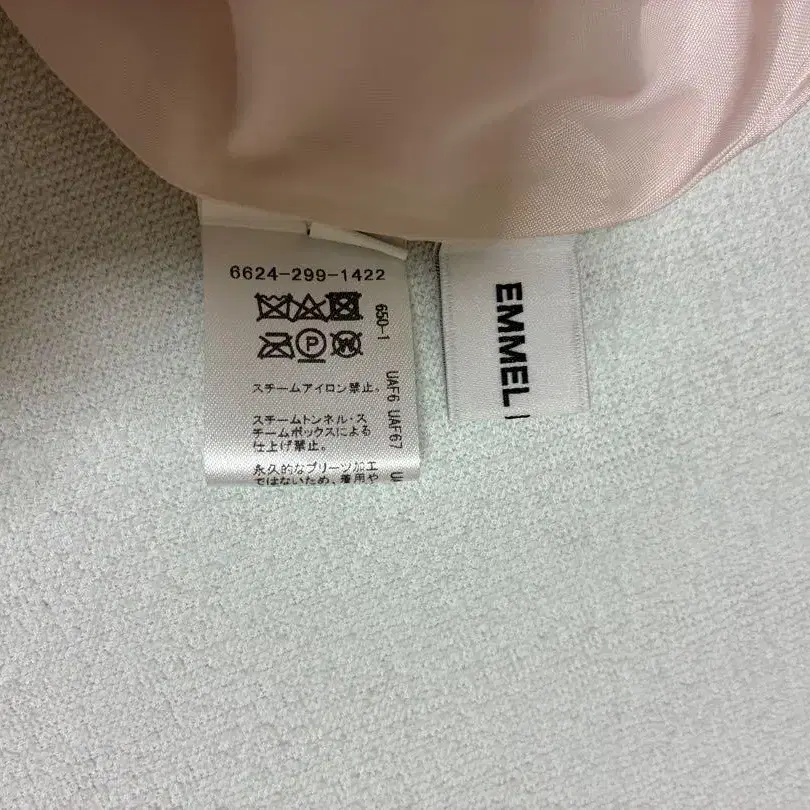 6624-299-1422
650-1
UAF6 UAF67
スチームアイロン禁止。
スチームトンネル・ス
チームボックスによる
仕上げ禁止。
永久的なプリーツ加工
ではないため、着用や
EMMEL